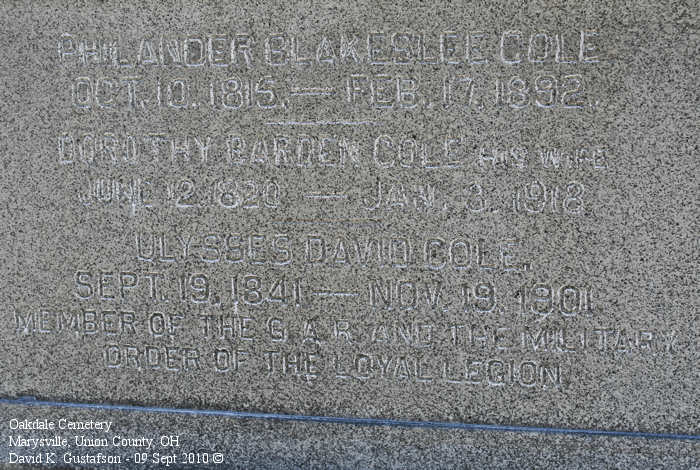 PHILANDER BLAKESLEE COLE
OCT. 10. 1815. — FEB. 17. 1892.
DOROTHY CARDEN COLE HIS WIFE
JUNE 12. 1820 — JAN. 3. 1918
ULYSSES DAVID COLE.
SEPT. 19. 1841 — NOV. 19. 1901
MEMBER OF THE G.A.R. AND THE MILITARY
ORDER OF THE LOYAL LEGION
Oakdale Cemetery
Marysville, Union County, OH
David K. Gustafson - 09 Sept 2010 ©